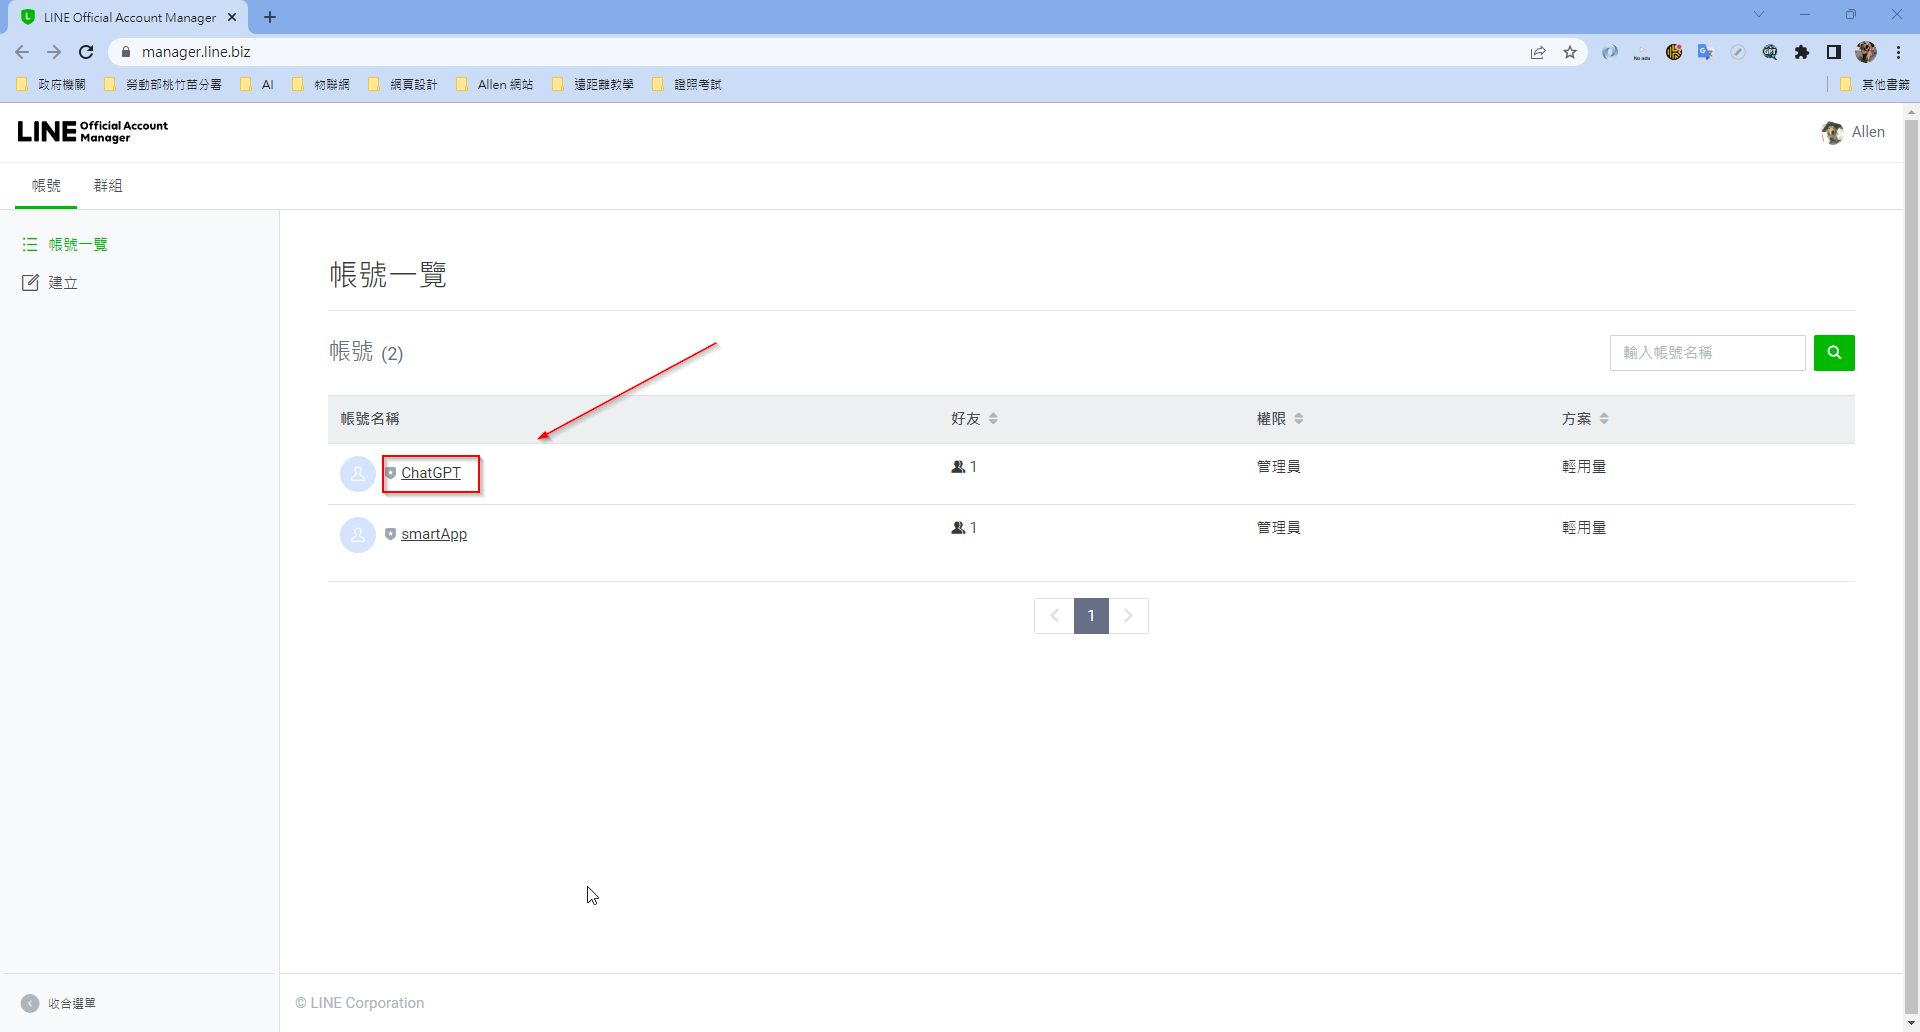 LINE Official Account Manager
manager.line.biz
政府機關 勞動部桃竹苗分署 AI 物聯網 網頁設計 Allen 網站 遠距離教學 證照考試 其他書籤
LINE Official Account Manager
Allen
帳號 群組
帳號一覽
建立
帳號一覽
帳號 (2)
輸入帳號名稱
帳號名稱 好友 權限 方案
ChatGPT 1 管理員 輕用量
smartApp 1 管理員 輕用量
1
收合選單
© LINE Corporation